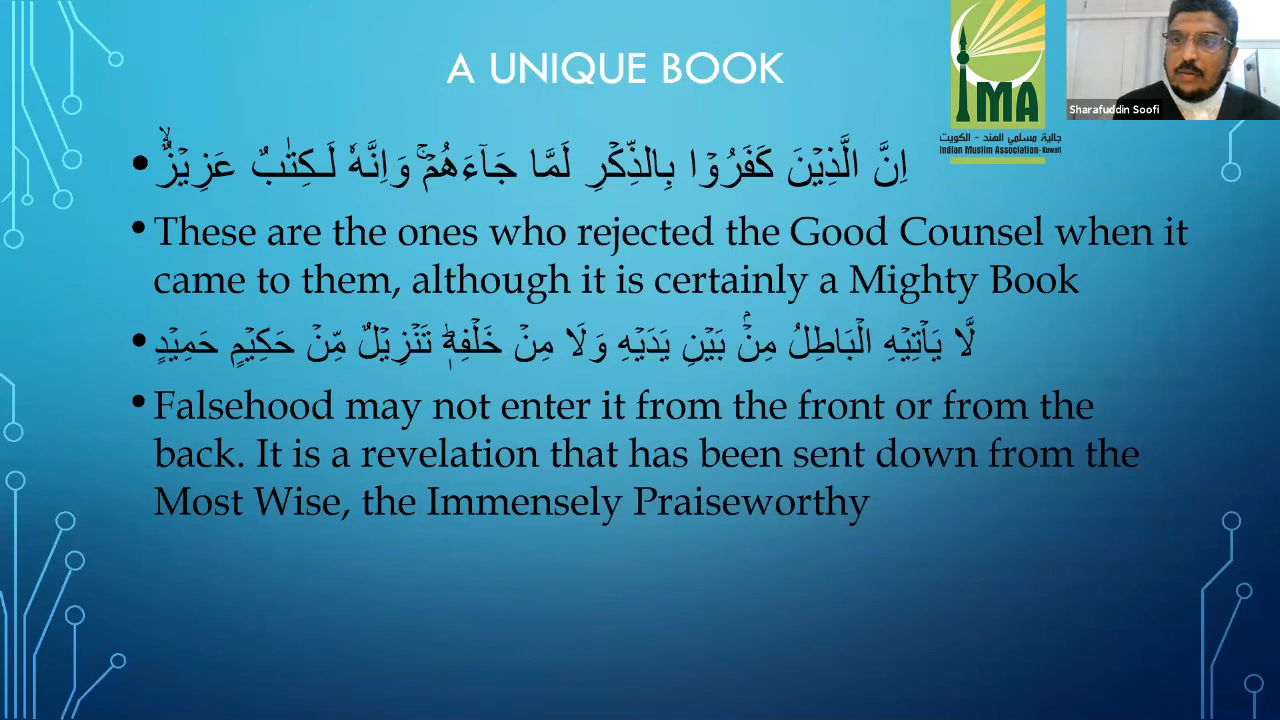 A UNIQUE BOOK
IMA
جالية مسلمي الهند - الكويت
Indian Muslim Association-Kuwait
Sharafuddin Soofi
• اِنَّ الَّذِيۡنَ كَفَرُوۡا بِالذِّكۡرِ لَمَّا جَآءَهُمۡ‌ۚ وَاِنَّهٗ لَـكِتٰبٌ عَزِيۡزٌۙ‏
• These are the ones who rejected the Good Counsel when it
came to them, although it is certainly a Mighty Book
• لَّا يَاۡتِيۡهِ الۡبَاطِلُ مِنۡۢ بَيۡنِ يَدَيۡهِ وَلَا مِنۡ خَلۡفِهٖ‌ؕ تَنۡزِيۡلٌ مِّنۡ حَكِيۡمٍ حَمِيۡدٍ‏
• Falsehood may not enter it from the front or from the
back. It is a revelation that has been sent down from the
Most Wise, the Immensely Praiseworthy